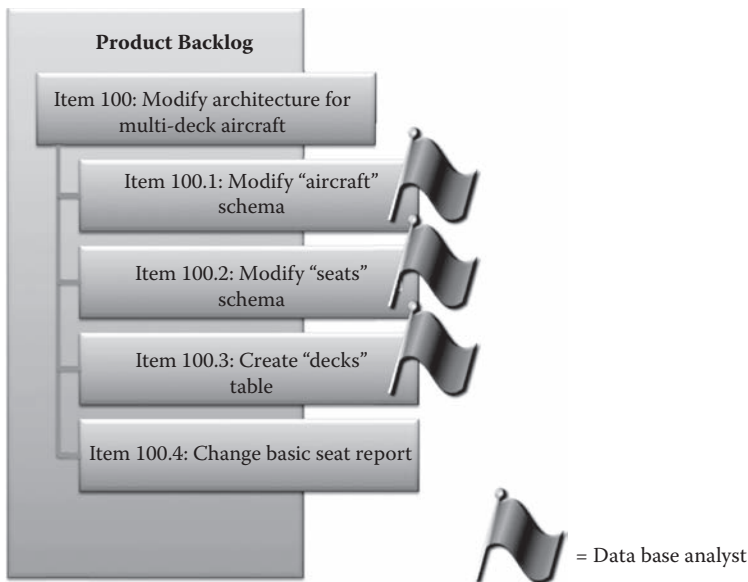 Product Backlog
Item 100: Modify architecture for
multi-deck aircraft
Item 100.1: Modify “aircraft”
schema
Item 100.2: Modify “seats”
schema
Item 100.3: Create “decks”
table
Item 100.4: Change basic seat report
= Data base analyst